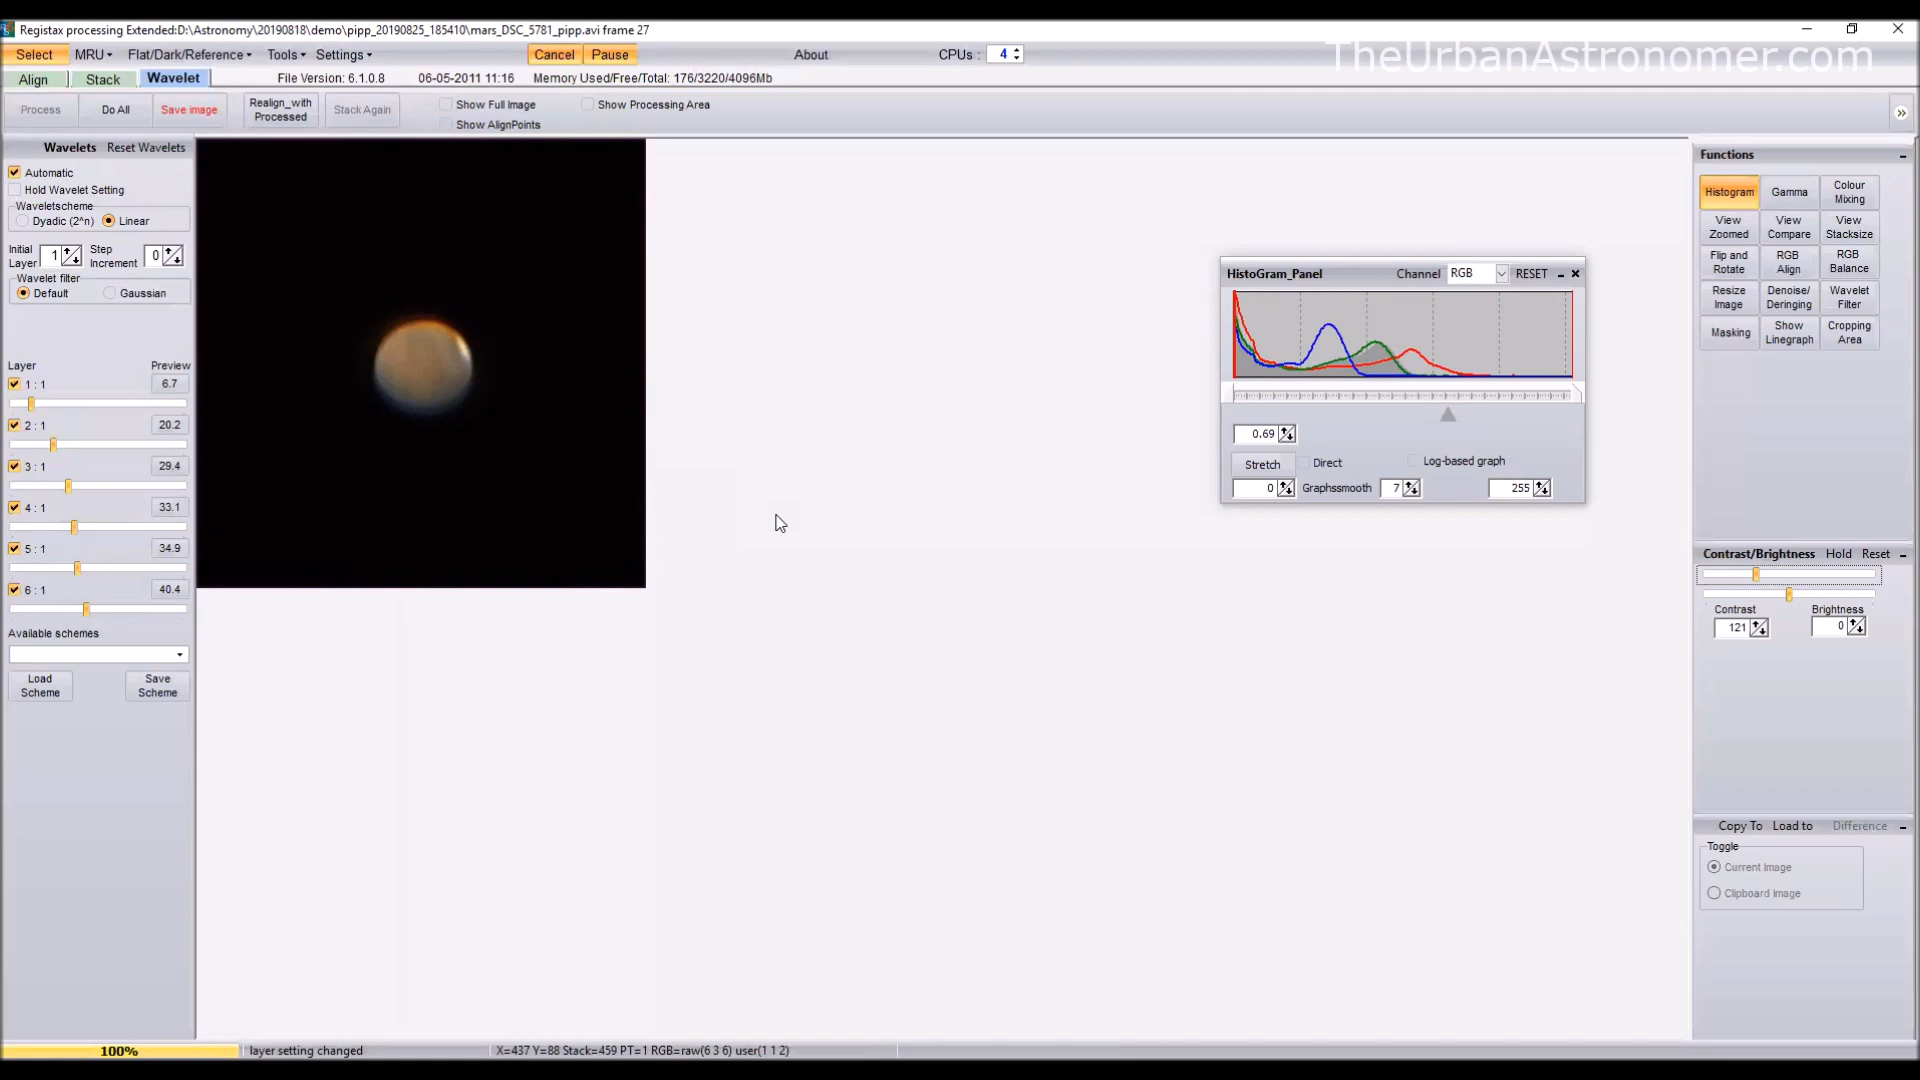 Registax processing Extended:D:\Astronomy\20190818\demo\pipp_20190825_185410\mars_DSC_5781_pipp.avi frame 27
Select MRU Flat/Dark/Reference Tools Settings Cancel Pause About CPUs : 4
TheUrbanAstronomer.com
Align Stack Wavelet File Version: 6.1.0.8 06-05-2011 11:16 Memory Used/Free/Total: 176/3220/4096Mb
Process Do All Save image Realign_with Processed Stack Again Show Full Image Show Processing Area
Show AlignPoints
Wavelets Reset Wavelets
Automatic
Hold Wavelet Setting
Waveletscheme
Dyadic (2^n) Linear
Initial Layer 1 Step Increment 0
Wavelet filter
Default Gaussian
Layer Preview
1 : 1 6.7
2 : 1 20.2
3 : 1 29.4
4 : 1 33.1
5 : 1 34.9
6 : 1 40.4
Available schemes
Load Scheme Save Scheme
HistoGram_Panel Channel RGB RESET
0.69
Stretch Direct Log-based graph
0 Graphssmooth 7 255
Functions
Histogram Gamma Colour Mixing
View Zoomed View Compare View Stacksize
Flip and Rotate RGB Align RGB Balance
Resize Image Denoise/ Deringing Wavelet Filter
Masking Show Linegraph Cropping Area
Contrast/Brightness Hold Reset
Contrast Brightness
121 0
Copy To Load to Difference
Toggle
Current Image
Clipboard Image
100% layer setting changed X=437 Y=88 Stack=459 PT=1 RGB=raw(6 3 6) user(1 1 2)